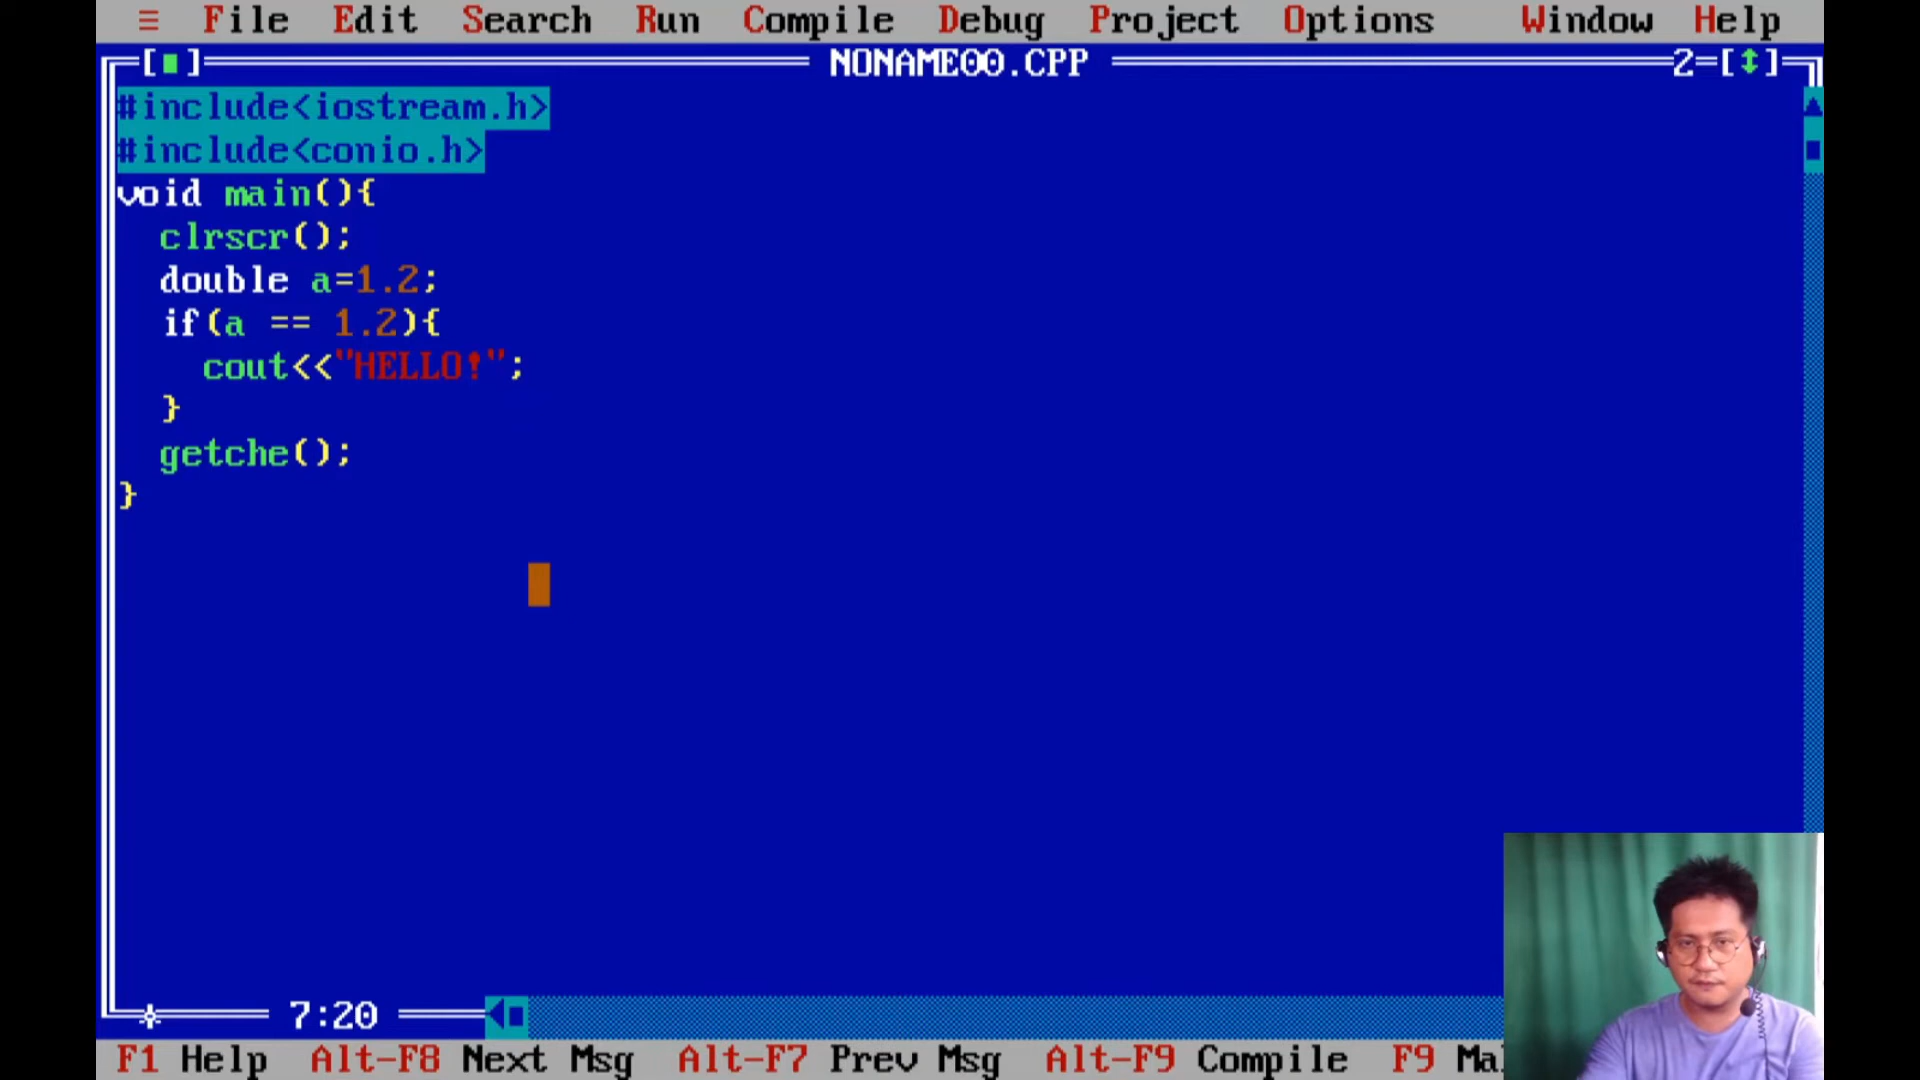 ≡ File Edit Search Run Compile Debug Project Options Window Help
[■] NONAME00.CPP 2=[↕]
#include<iostream.h>
#include<conio.h>
void main(){
clrscr();
double a=1.2;
if(a == 1.2){
cout<<"HELLO!";
}
getche();
}
7:20
F1 Help Alt-F8 Next Msg Alt-F7 Prev Msg Alt-F9 Compile F9